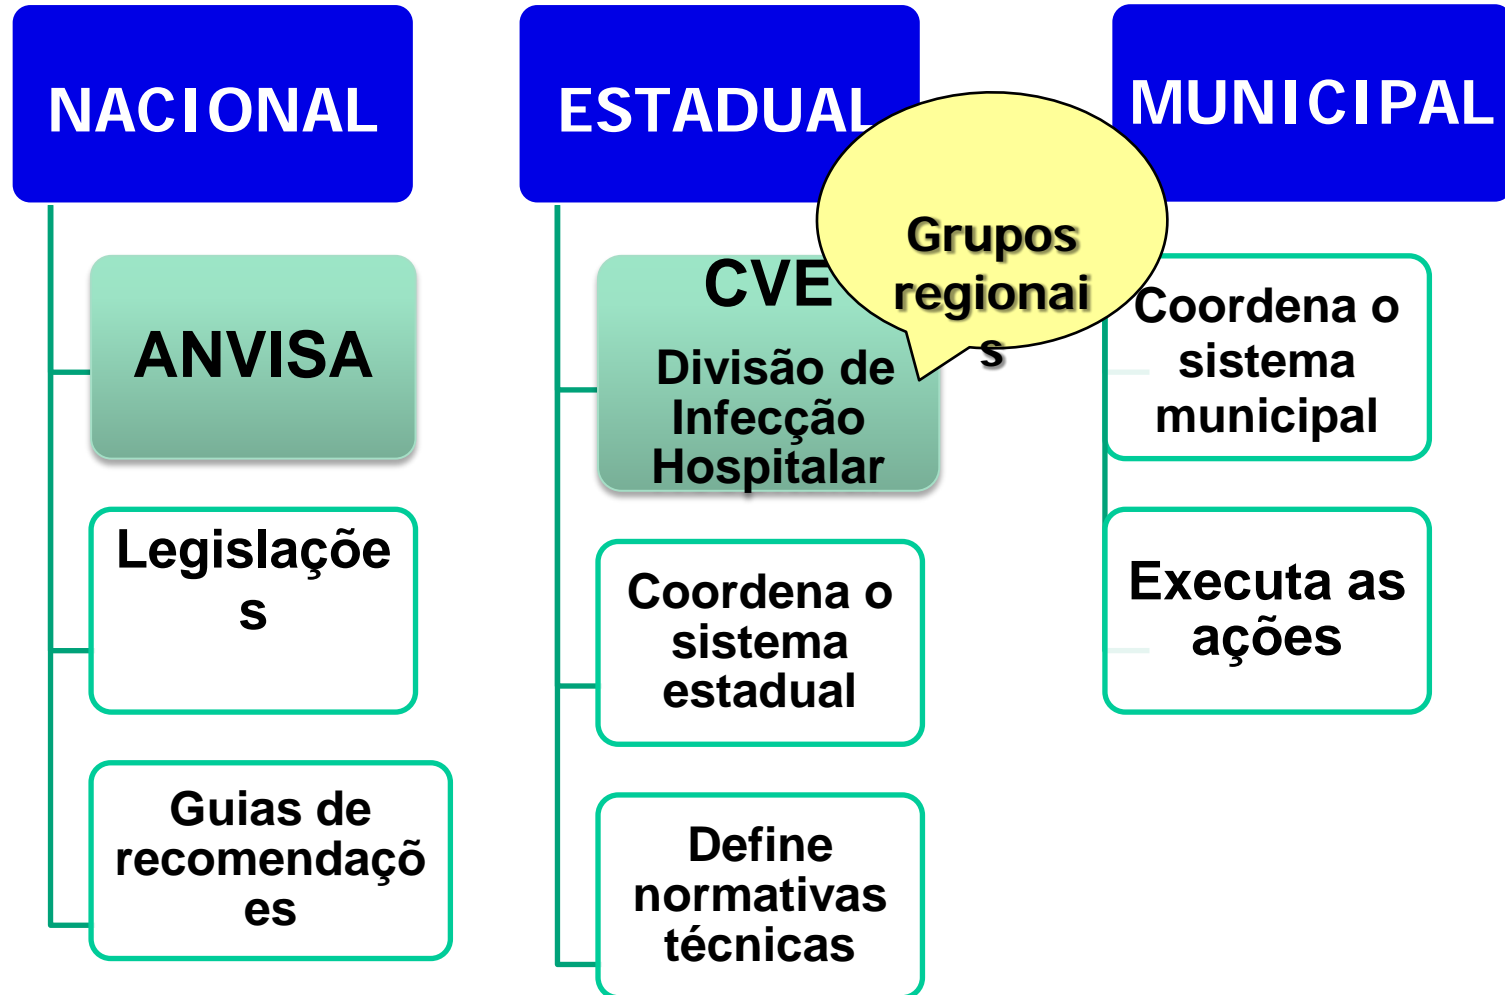 NACIONAL
ANVISA
Legislaçõe
s
Guias de
recomendaçõ
es
ESTADUAL
CVE
Divisão de
Infecção
Hospitalar
Grupos
regionai
s
Coordena o
sistema
estadual
Define
normativas
técnicas
MUNICIPAL
Coordena o
sistema
municipal
Executa as
ações